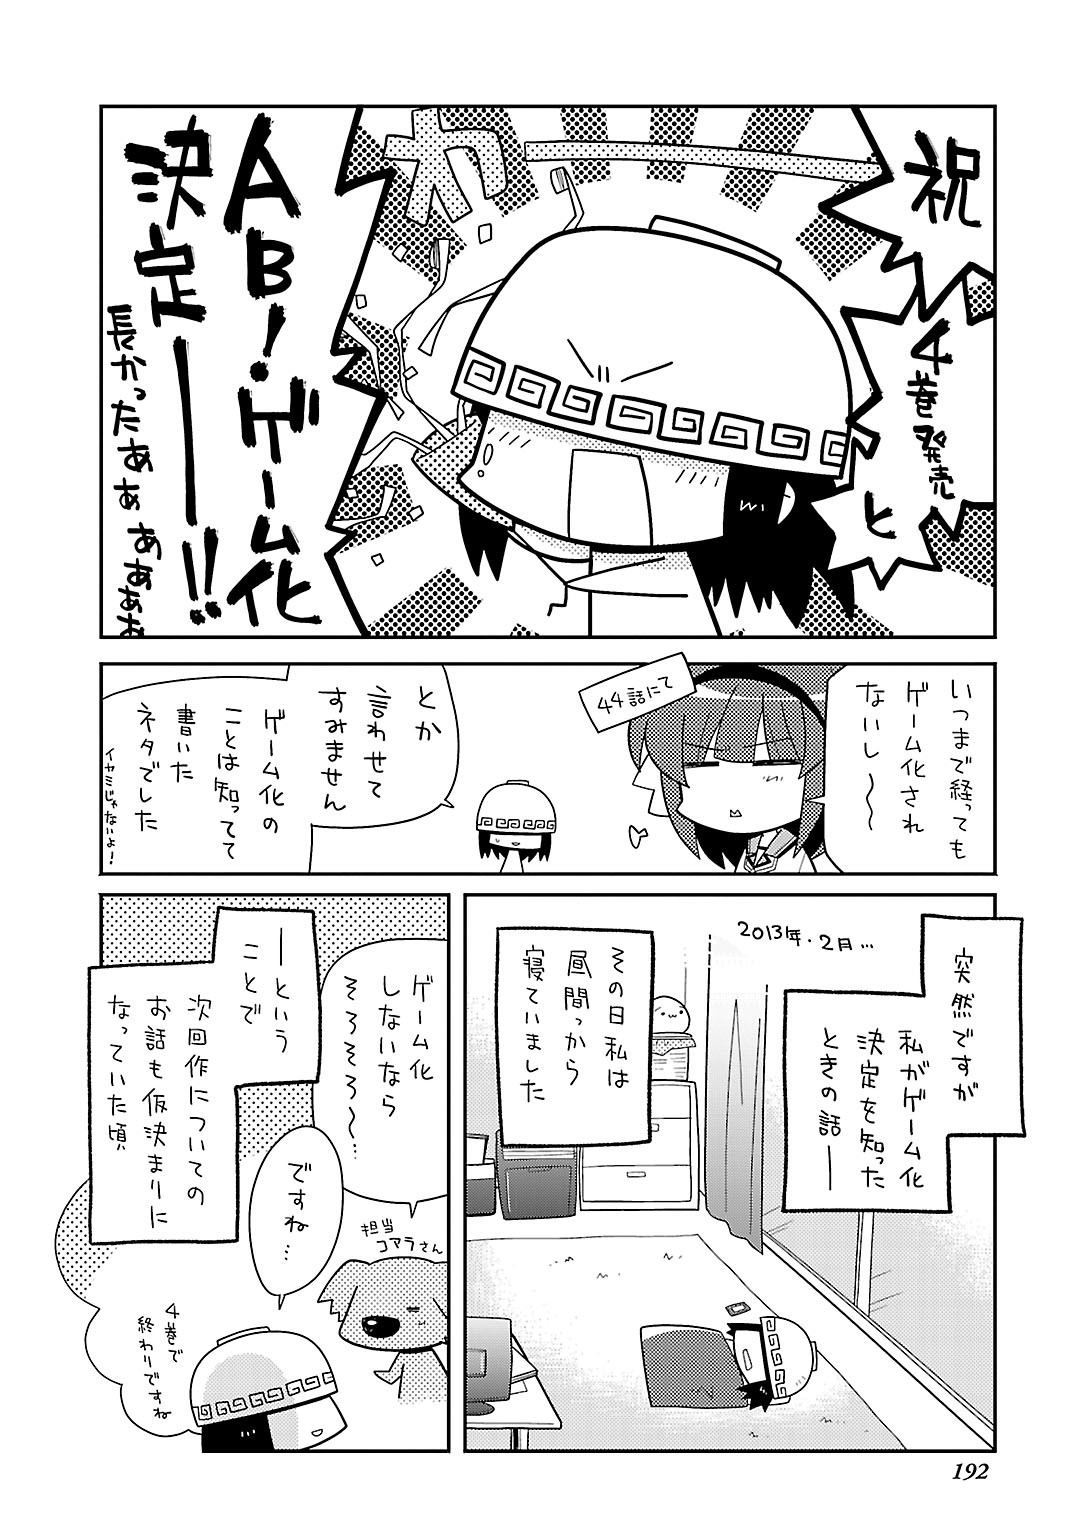 祝
4巻発売
と
わー!
AB!ゲーム化
決定ーー!!
長かったあぁあああぉ
いつまで経っても
ゲーム化され
ないし〜〜
44話にて
とか
言わせて
すみません
ゲーム化の
ことは知ってて
書いた
ネタでした
イヤミじゃないよ!
突然ですが
私がゲーム化
決定を知った
ときの話ー
2013年・2月…
その日私は
昼間っから
寝ていました
ゲーム化
しないなら
そろそろ〜
担当
コアラさん
ですね…
ーという
ことで
次回作についての
お話も仮決まりに
なっていた頃
4巻で
終わりですね
192